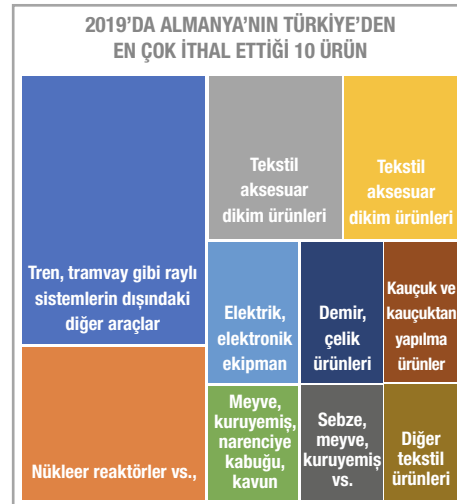 2019'DA ALMANYA'NIN TÜRKİYE'DEN
EN ÇOK İTHAL ETTİĞİ 10 ÜRÜN
Tren, tramvay gibi raylı
sistemlerin dışındaki
diğer araçlar
Tekstil
aksesuar
dikim ürünleri
Tekstil
aksesuar
dikim ürünleri
Elektrik,
elektronik
ekipman
Demir,
çelik
ürünleri
Kauçuk ve
kauçuktan
yapılma
ürünler
Nükleer reaktörler vs.,
Meyve,
kuruyemiş,
narenciye
kabuğu,
kavun
Sebze,
meyve,
kuruyemiş
vs.
Diğer
tekstil
ürünleri